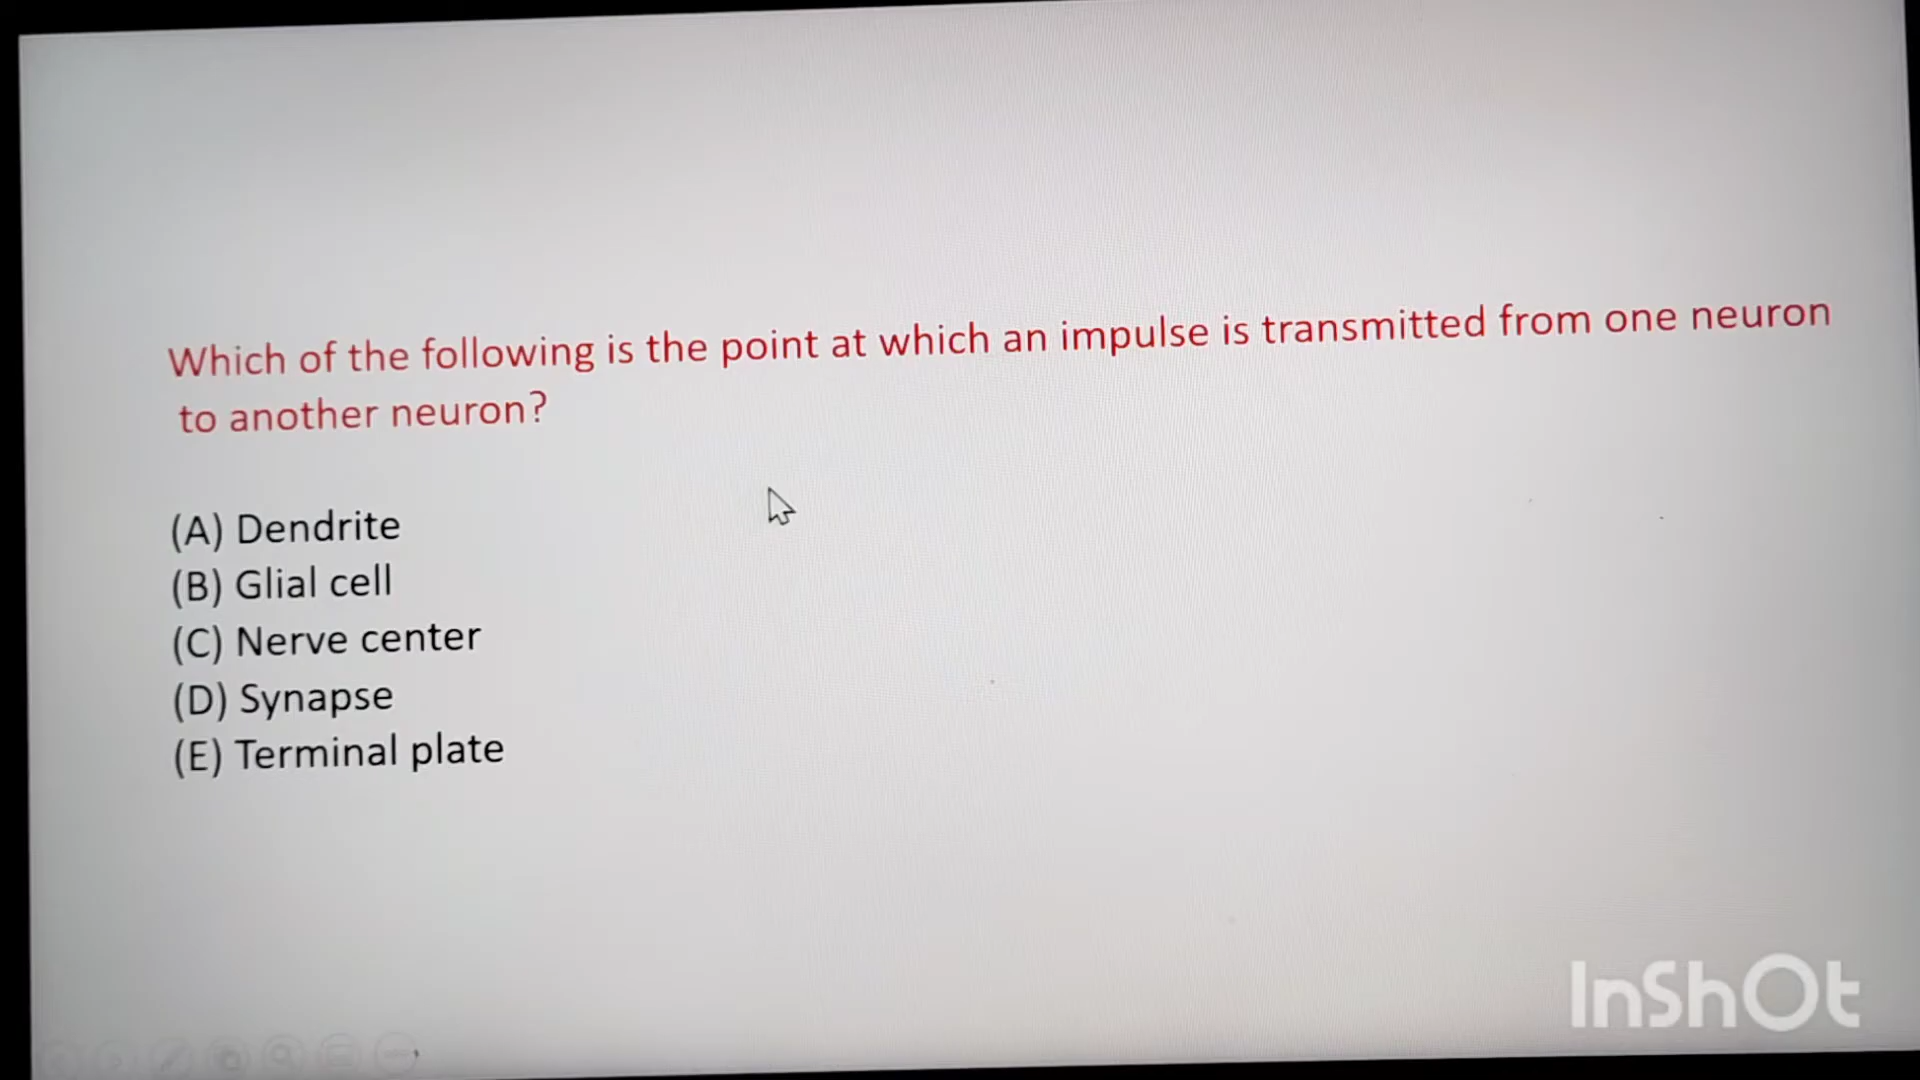 Which of the following is the point at which an impulse is transmitted from one neuron
to another neuron?
(A) Dendrite
(B) Glial cell
(C) Nerve center
(D) Synapse
(E) Terminal plate
InShOt